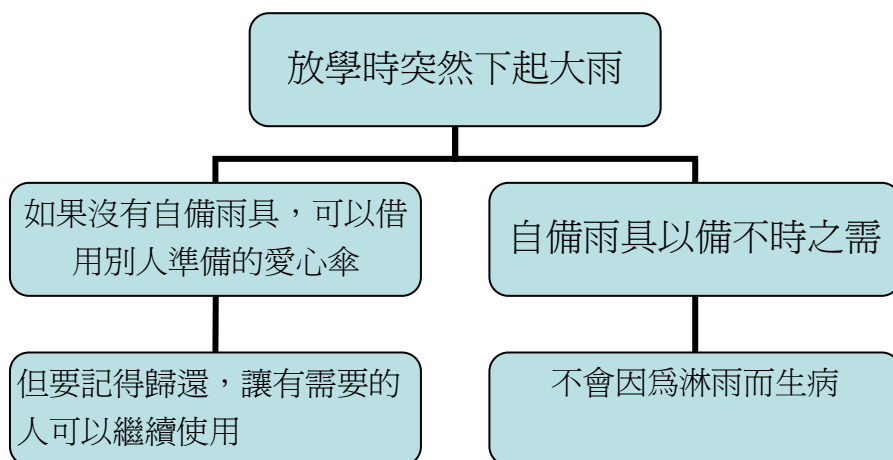 放學時突然下起大雨
如果沒有自備雨具，可以借
用別人準備的愛心傘
自備雨具以備不時之需
但要記得歸還，讓有需要的
人可以繼續使用
不會因為淋雨而生病